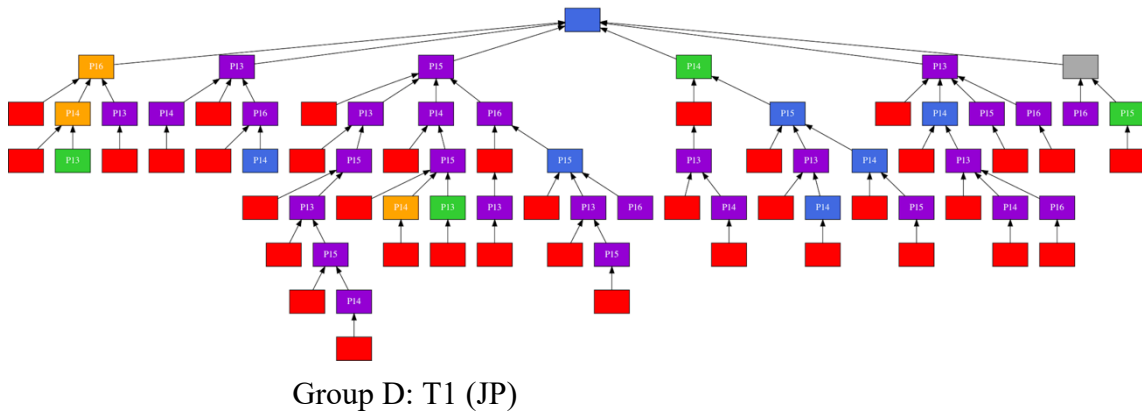 P16 P13 P15 P14 P13
P14 P13 P14 P16 P13 P14 P16 P15 P14 P15 P16 P16 P15
P13 P14 P15 P15 P15 P13 P13 P14 P13
P13 P14 P13 P13 P13 P16 P14 P14 P15 P14 P16
P15 P15
P14
Group D: T1 (JP)